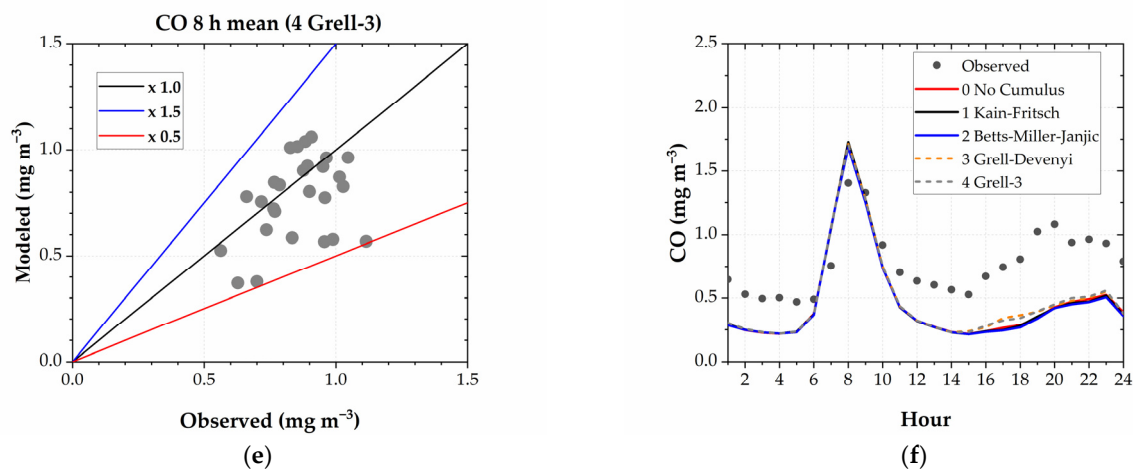 CO 8 h mean (4 Grell-3)
1.5
1.0
0.5
0.0
0.0
0.5
1.0
1.5
x 1.0
x 1.5
x 0.5
Modeled (mg m⁻³)
Observed (mg m⁻³)
(e)
2.5
2.0
1.5
1.0
0.5
0.0
2
4
6
8
10
12
14
16
18
20
22
24
Observed
0 No Cumulus
1 Kain-Fritsch
2 Betts-Miller-Janjic
3 Grell-Devenyi
4 Grell-3
CO (mg m⁻³)
Hour
(f)